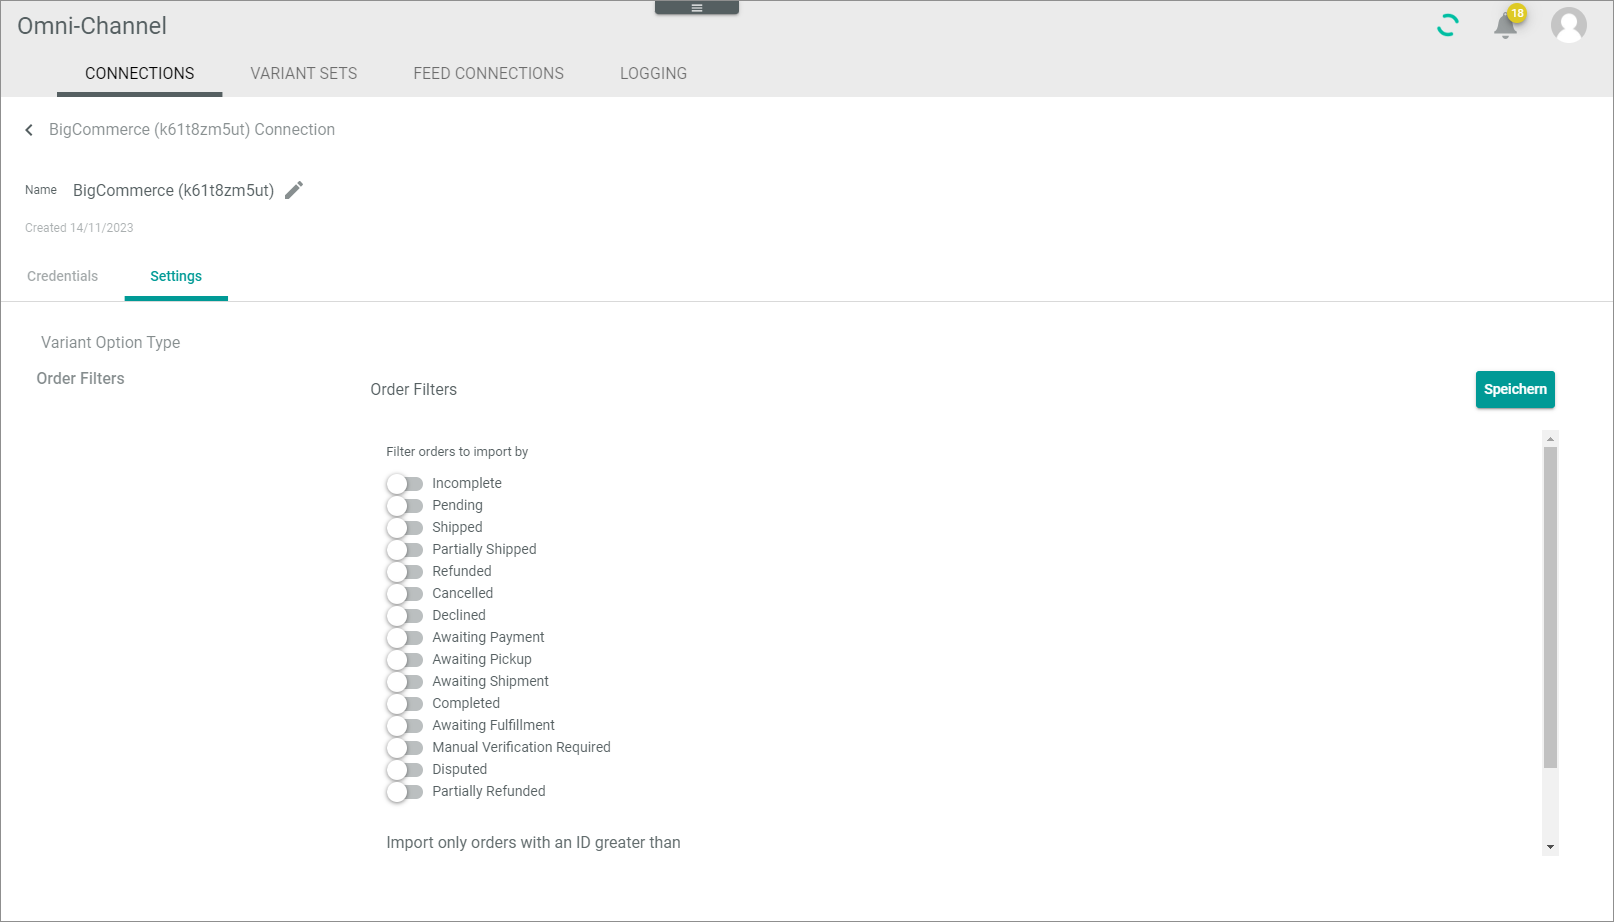 Omni-Channel
18
CONNECTIONS VARIANT SETS FEED CONNECTIONS LOGGING
BigCommerce (k61t8zm5ut) Connection
Name BigCommerce (k61t8zm5ut)
Created 14/11/2023
Credentials Settings
Variant Option Type
Order Filters
Order Filters
Speichern
Filter orders to import by
Incomplete
Pending
Shipped
Partially Shipped
Refunded
Cancelled
Declined
Awaiting Payment
Awaiting Pickup
Awaiting Shipment
Completed
Awaiting Fulfillment
Manual Verification Required
Disputed
Partially Refunded
Import only orders with an ID greater than